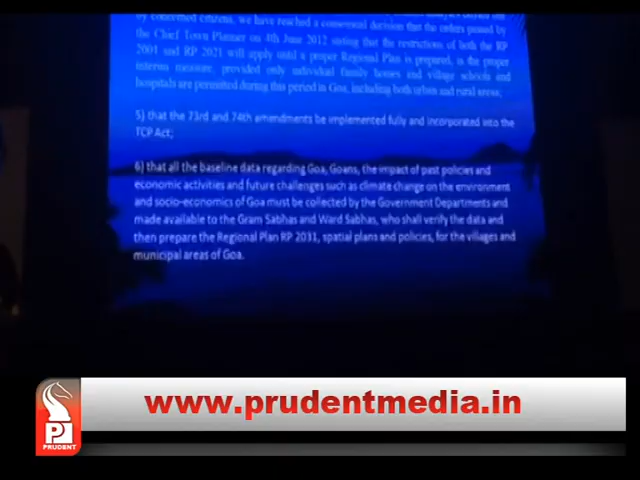 by concerned citizens, we have reached a consensual decision that the orders passed by
the Chief Town Planner on 4th June 2012 stating that the restrictions of both the RP
2001 and RP 2021 will apply until a proper Regional Plan is prepared, is the proper
interim measure, provided only individual family homes and village schools and
hospitals are permitted during this period in Goa, including both urban and rural areas;
5) that the 73rd and 74th amendments be implemented fully and incorporated into the
TCP Act;
6) that all the baseline data regarding Goa, Goans, the impact of past policies and
economic activities and future challenges such as climate change on the environment
and socio-economics of Goa must be collected by the Government Departments and
made available to the Gram Sabhas and Ward Sabhas, who shall verify the data and
then prepare the Regional Plan RP 2031, spatial plans and policies, for the villages and
municipal areas of Goa.
www.prudentmedia.in
PRUDENT